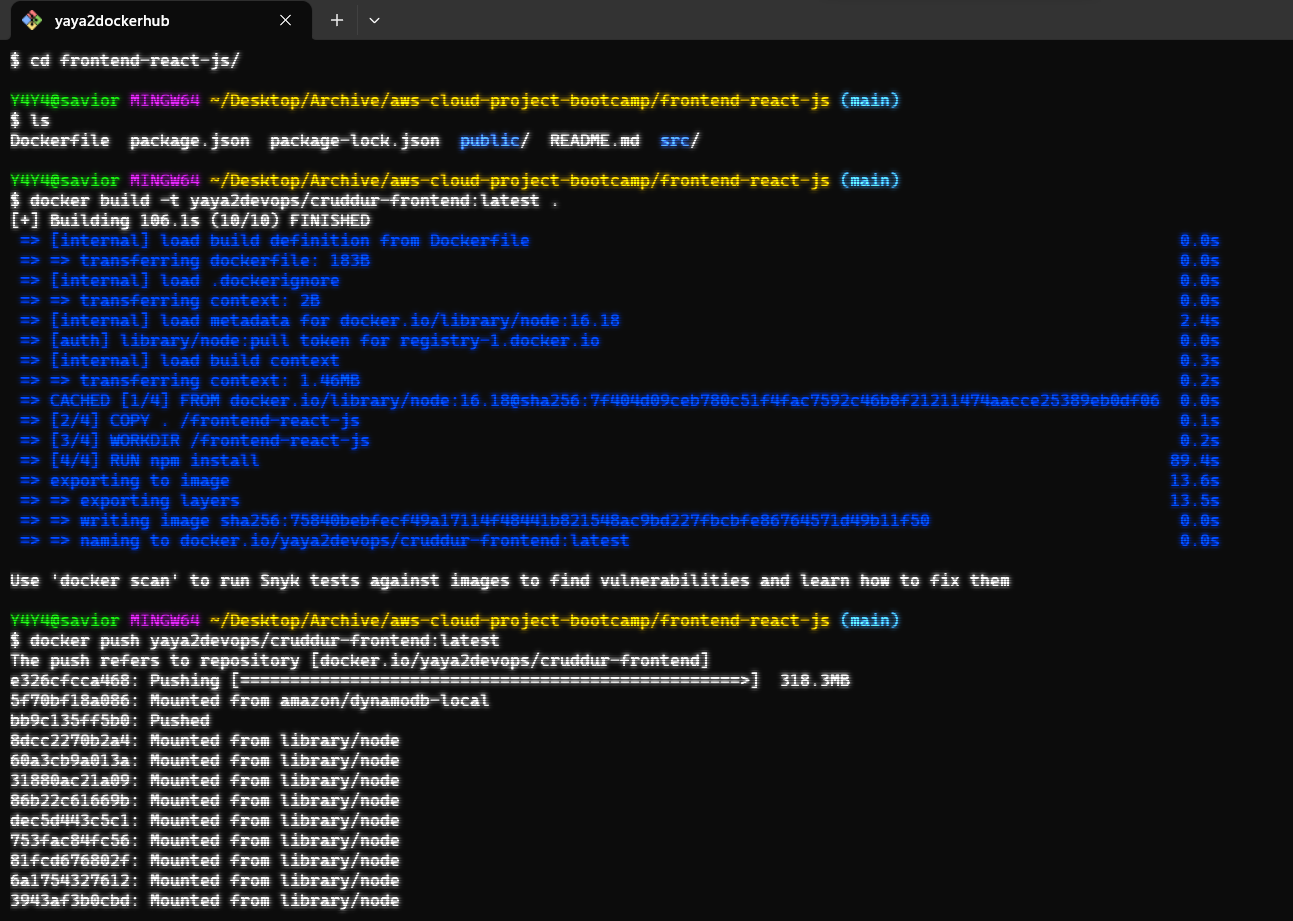 yaya2dockerhub
$ cd frontend-react-js/
Y4Y4@savior MINGW64 ~/Desktop/Archive/aws-cloud-project-bootcamp/frontend-react-js (main)
$ ls
Dockerfile  package.json  package-lock.json  public/  README.md  src/
Y4Y4@savior MINGW64 ~/Desktop/Archive/aws-cloud-project-bootcamp/frontend-react-js (main)
$ docker build -t yaya2devops/cruddur-frontend:latest .
[+] Building 106.1s (10/10) FINISHED
=> [internal] load build definition from Dockerfile 0.0s
=> => transferring dockerfile: 183B 0.0s
=> [internal] load .dockerignore 0.0s
=> => transferring context: 2B 0.0s
=> [internal] load metadata for docker.io/library/node:16.18 2.4s
=> [auth] library/node:pull token for registry-1.docker.io 0.0s
=> [internal] load build context 0.3s
=> => transferring context: 1.46MB 0.2s
=> CACHED [1/4] FROM docker.io/library/node:16.18@sha256:7f404d09ceb780c51f4fac7592c46b8f21211474aacce25389eb0df06 0.0s
=> [2/4] COPY . /frontend-react-js 0.1s
=> [3/4] WORKDIR /frontend-react-js 0.2s
=> [4/4] RUN npm install 89.4s
=> exporting to image 13.6s
=> => exporting layers 13.5s
=> => writing image sha256:75840bebfecf49a17114f48441b821548ac9bd227fbcbfe86764571d49b11f50 0.0s
=> => naming to docker.io/yaya2devops/cruddur-frontend:latest 0.0s
Use 'docker scan' to run Snyk tests against images to find vulnerabilities and learn how to fix them
Y4Y4@savior MINGW64 ~/Desktop/Archive/aws-cloud-project-bootcamp/frontend-react-js (main)
$ docker push yaya2devops/cruddur-frontend:latest
The push refers to repository [docker.io/yaya2devops/cruddur-frontend]
e326cfcca468: Pushing [==================================================>]  318.3MB
5f70bf18a086: Mounted from amazon/dynamodb-local
bb9c135ff5b0: Pushed
8dcc2270b2a4: Mounted from library/node
60a3cb9a013a: Mounted from library/node
31880ac21a09: Mounted from library/node
86b22c61669b: Mounted from library/node
dec5d443c5c1: Mounted from library/node
753fac84fc56: Mounted from library/node
81fcd676802f: Mounted from library/node
6a1754327612: Mounted from library/node
3943af3b0cbd: Mounted from library/node